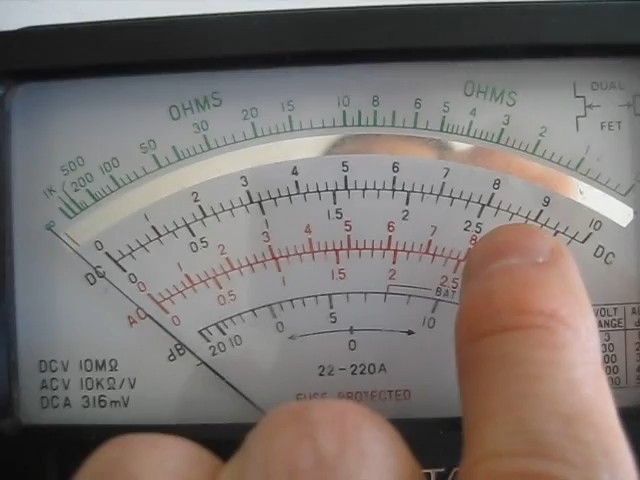 OHMS OHMS
1K 500 200 100 50 30 20 15 10 8 6 5 4 3 2 1
DUAL
FET
0 1 2 3 4 5 6 7 8 9 10
DC DC
0 0.5 1 1.5 2 2.5
0 1 2 3 4 5 6 7 8
AC
0 0.5 1 1.5 2 2.5
BAT
dB 20 10 0 5 10
0
22-220A
FUSE PROTECTED
DCV 10MΩ
ACV 10KΩ/V
DCA 316mV
VOLT